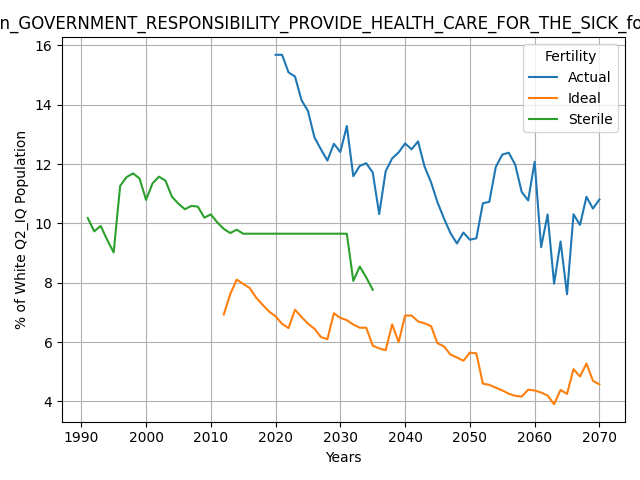 n_GOVERNMENT_RESPONSIBILITY_PROVIDE_HEALTH_CARE_FOR_THE_SICK_fo
Fertility
Actual
Ideal
Sterile
% of White Q2_IQ Population
16
14
12
10
8
6
4
1990 2000 2010 2020 2030 2040 2050 2060 2070
Years